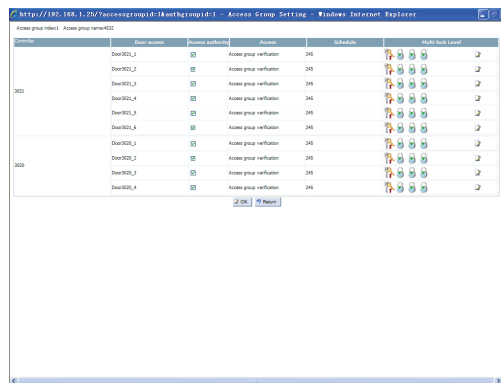 http://192.168.1.25/?accessgroupid=1&authgroupid=1 - Access Group Setting - Windows Internet Explorer
Access group index:1 Access group name:4532
Controller Door access Access authority Access Schedule Multi-lock Level
Door3021_1 Access group verification 245
Door3021_2 Access group verification 245
Door3021_3 Access group verification 245
3021
Door3021_4 Access group verification 245
Door3021_5 Access group verification 245
Door3021_6 Access group verification 245
Door3020_1 Access group verification 245
Door3020_2 Access group verification 245
3020
Door3020_3 Access group verification 245
Door3020_4 Access group verification 245
OK Return